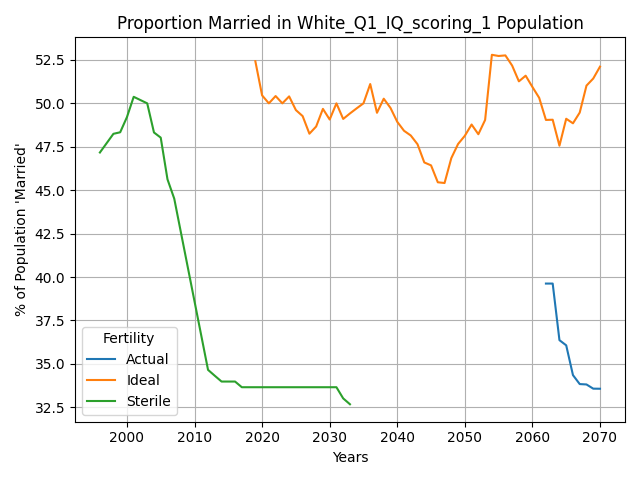 Proportion Married in White_Q1_IQ_scoring_1 Population
% of Population 'Married'
52.5
50.0
47.5
45.0
42.5
40.0
37.5
35.0
32.5
Fertility
Actual
Ideal
Sterile
2000 2010 2020 2030 2040 2050 2060 2070
Years